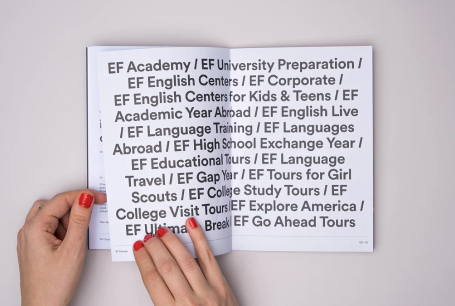 EF Academy / EF University Preparation /
EF English Centers / EF Corporate /
EF English Centers for Kids & Teens / EF
Academic Year Abroad / EF English Live
/ EF Language Training / EF Languages
Abroad / EF High School Exchange Year /
EF Educational Tours / EF Language
Travel / EF Gap Year / EF Tours for Girl
Scouts / EF College Study Tours / EF
College Visit Tours / EF Explore America /
EF Break / EF Go Ahead Tours